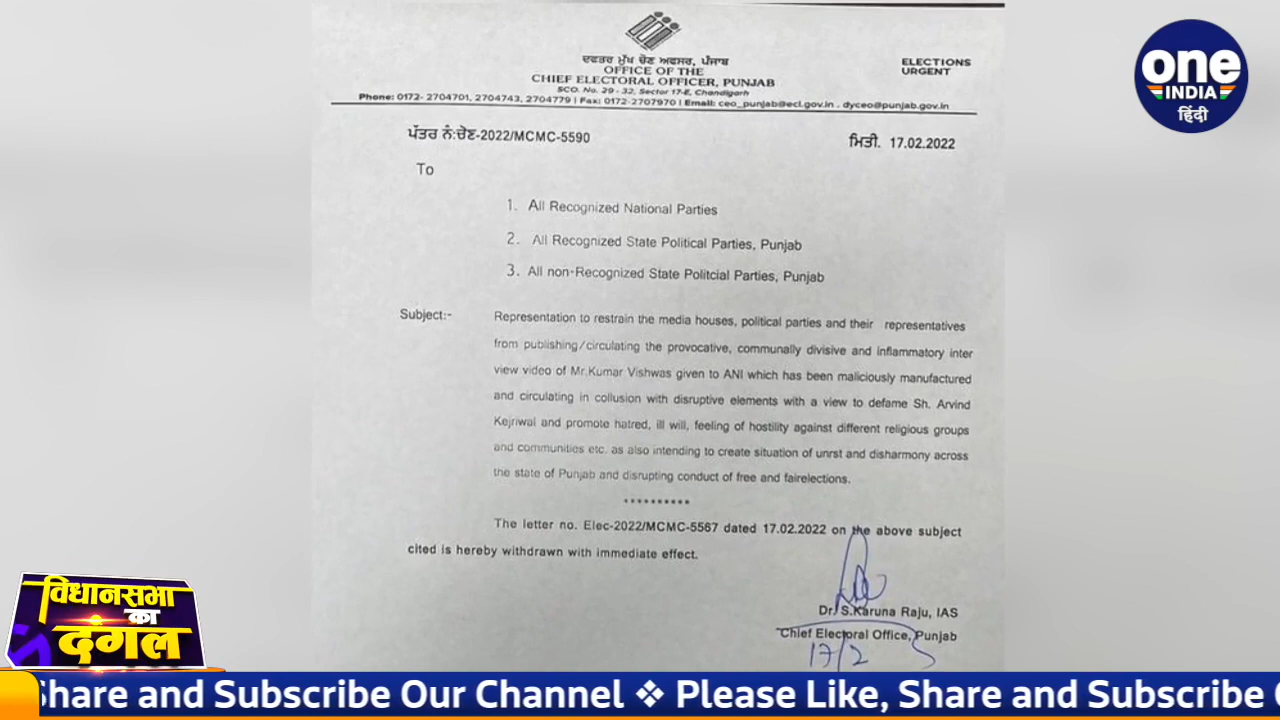 ਦਫਤਰ ਮੁੱਖ ਚੋਣ ਅਫਸਰ, ਪੰਜਾਬ
OFFICE OF THE
CHIEF ELECTORAL OFFICER, PUNJAB
SCO. No. 29 - 32, Sector 17-E, Chandigarh
Phone: 0172- 2704701, 2704743, 2704779 | Fax: 0172-2707970 | Email: ceo_punjab@eci.gov.in . dyceo@punjab.gov.in
ELECTIONS
URGENT
one
INDIA
हिंदी
ਪੱਤਰ ਨੰ:ਚੋਣ-2022/MCMC-5590
ਮਿਤੀ. 17.02.2022
To
1. All Recognized National Parties
2. All Recognized State Political Parties, Punjab
3. All non-Recognized State Politcial Parties, Punjab
Subject:- Representation to restrain the media houses, political parties and their representatives
from publishing/circulating the provocative, communally divisive and inflammatory inter
view video of Mr.Kumar Vishwas given to ANI which has been maliciously manufactured
and circulating in collusion with disruptive elements with a view to defame Sh. Arvind
Kejriwal and promote hatred, ill will, feeling of hostility against different religious groups
and communities etc. as also intending to create situation of unrst and disharmony across
the state of Punjab and disrupting conduct of free and fairelections.
**********
The letter no. Elec-2022/MCMC-5567 dated 17.02.2022 on the above subject
cited is hereby withdrawn with immediate effect.
Dr. S.Karuna Raju, IAS
Chief Electoral Office, Punjab
17/2
विधानसभा
का
दंगल
Share and Subscribe Our Channel ❖ Please Like, Share and Subscribe